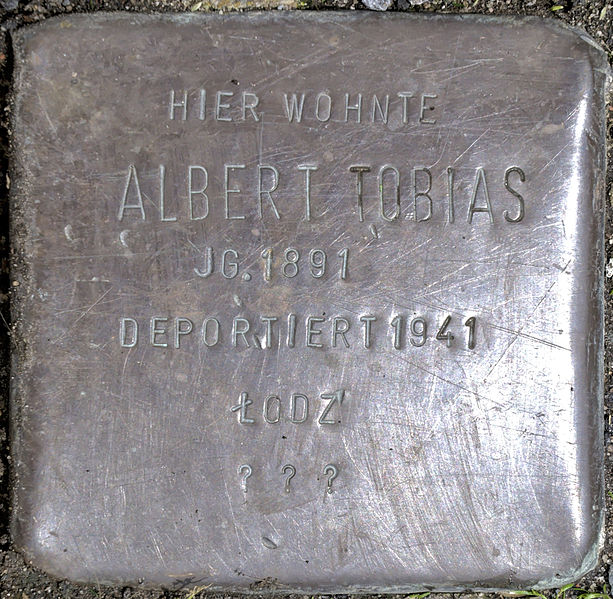 HIER WOHNTE
ALBERT TOBIAS
JG. 1891
DEPORTIERT 1941
ŁODZ'
? ? ?